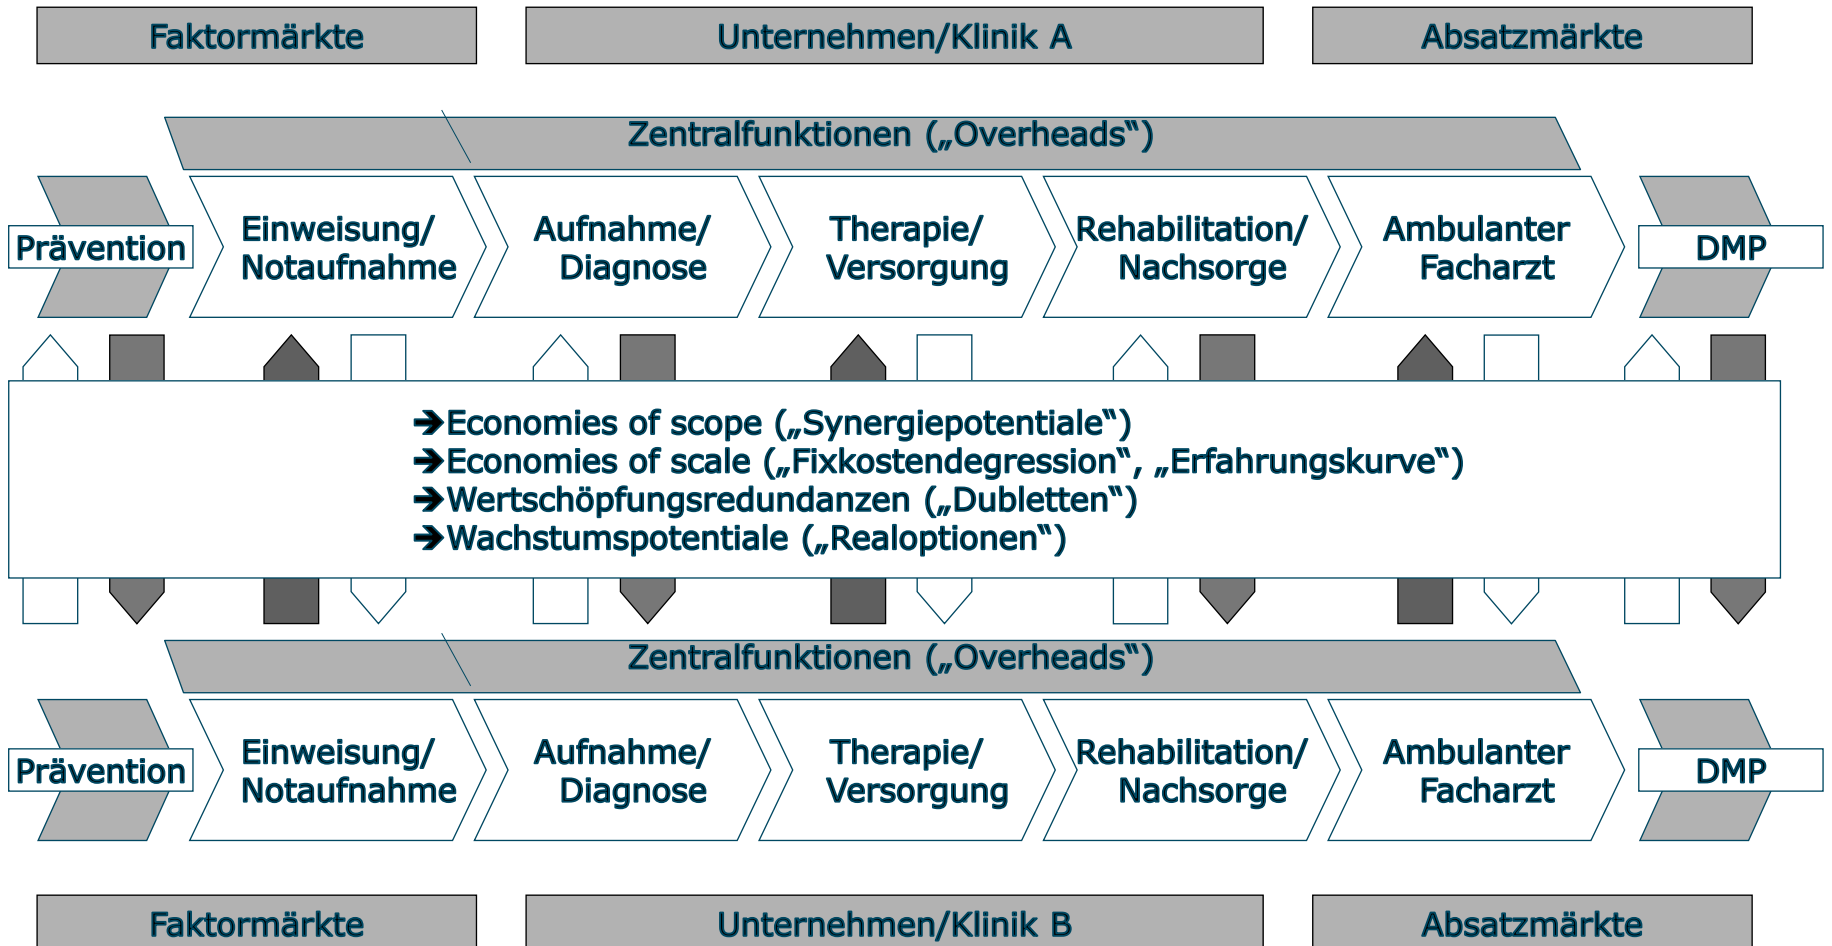 Faktormärkte
Unternehmen/Klinik A
Absatzmärkte
Zentralfunktionen („Overheads“)
Prävention
Einweisung/
Notaufnahme
Aufnahme/
Diagnose
Therapie/
Versorgung
Rehabilitation/
Nachsorge
Ambulanter
Facharzt
DMP
➔Economies of scope („Synergiepotentiale“)
➔Economies of scale („Fixkostendegression“, „Erfahrungskurve“)
➔Wertschöpfungsredundanzen („Dubletten“)
➔Wachstumspotentiale („Realoptionen“)
Zentralfunktionen („Overheads“)
Prävention
Einweisung/
Notaufnahme
Aufnahme/
Diagnose
Therapie/
Versorgung
Rehabilitation/
Nachsorge
Ambulanter
Facharzt
DMP
Faktormärkte
Unternehmen/Klinik B
Absatzmärkte